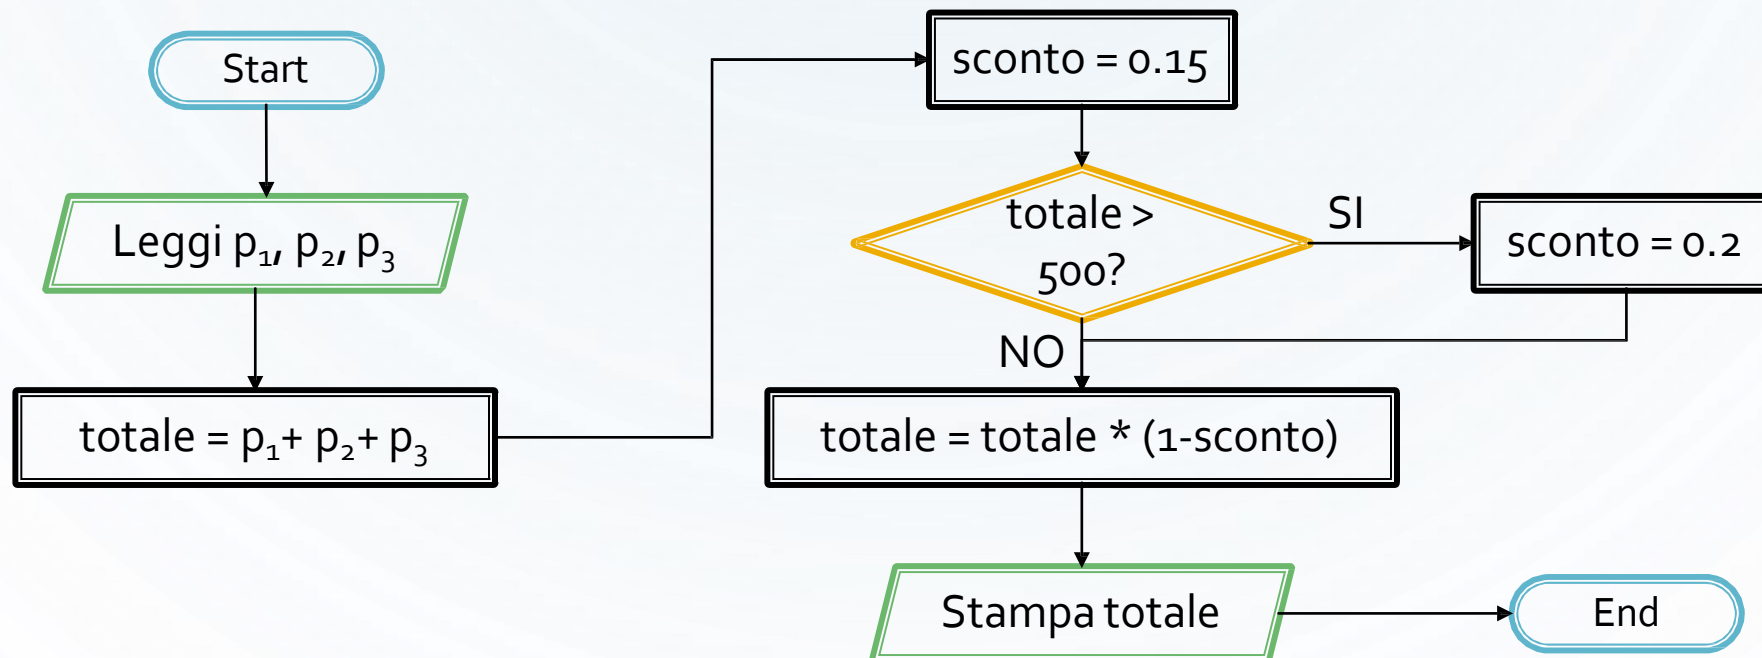 Start
Leggi p₁, p₂, p₃
totale = p₁+ p₂+ p₃
sconto = 0.15
totale >
500?
SI
sconto = 0.2
NO
totale = totale * (1-sconto)
Stampa totale
End